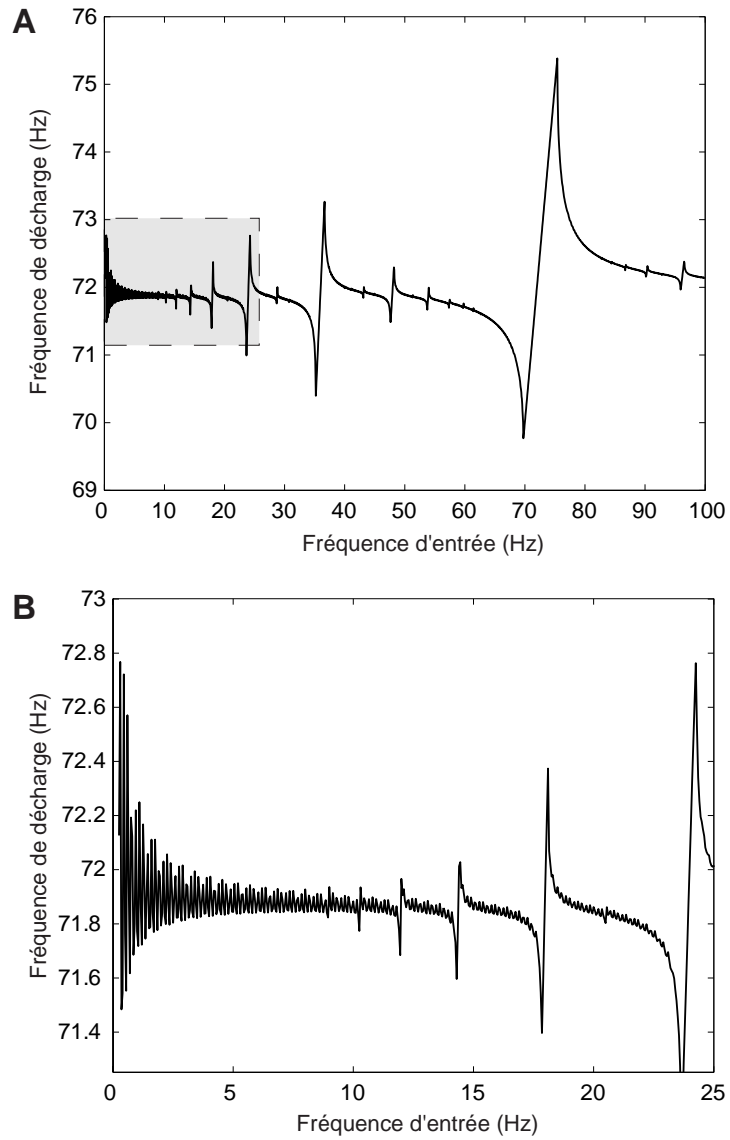 A
76
75
74
73
72
71
70
69
Fréquence de décharge (Hz)
0 10 20 30 40 50 60 70 80 90 100
Fréquence d'entrée (Hz)
B
73
72.8
72.6
72.4
72.2
72
71.8
71.6
71.4
Fréquence de décharge (Hz)
0 5 10 15 20 25
Fréquence d'entrée (Hz)